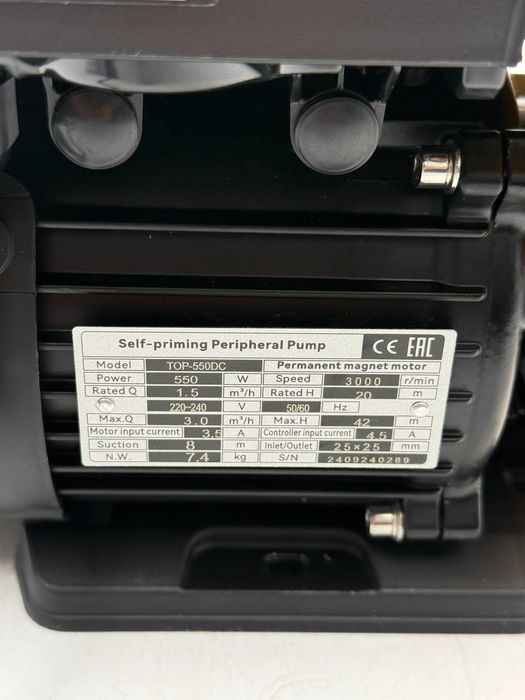 Self-priming Peripheral Pump CE EAC
Model TOP-550DC Permanent magnet motor
Power 550 W Speed 3000 r/min
Rated Q 1.5 m³/h Rated H 20 m
220~240 V 50/60 Hz
Max.Q 3.0 m³/h Max.H 42 m
Motor input current 3.5 A Controller input current 4.5 A
Suction 8 m Inlet/Outlet 25×25 mm
N.W. 7.4 kg S/N 2409240289